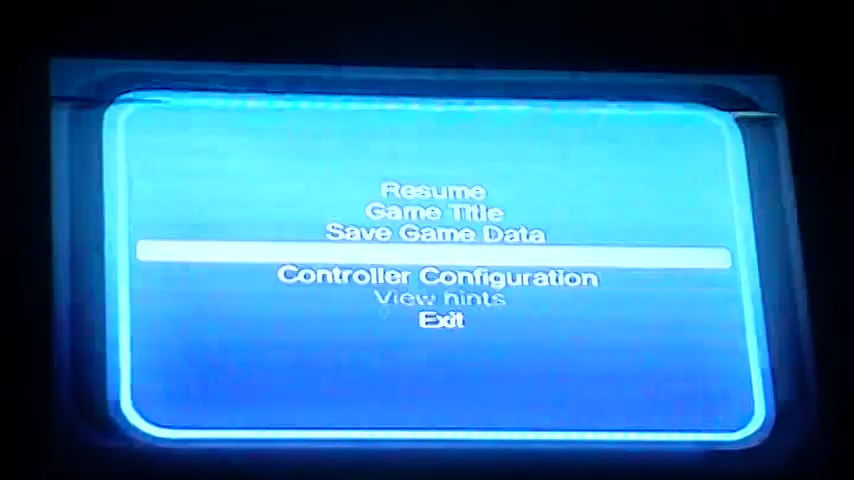 Resume
Game Title
Save Game Data
Controller Configuration
View hints
Exit